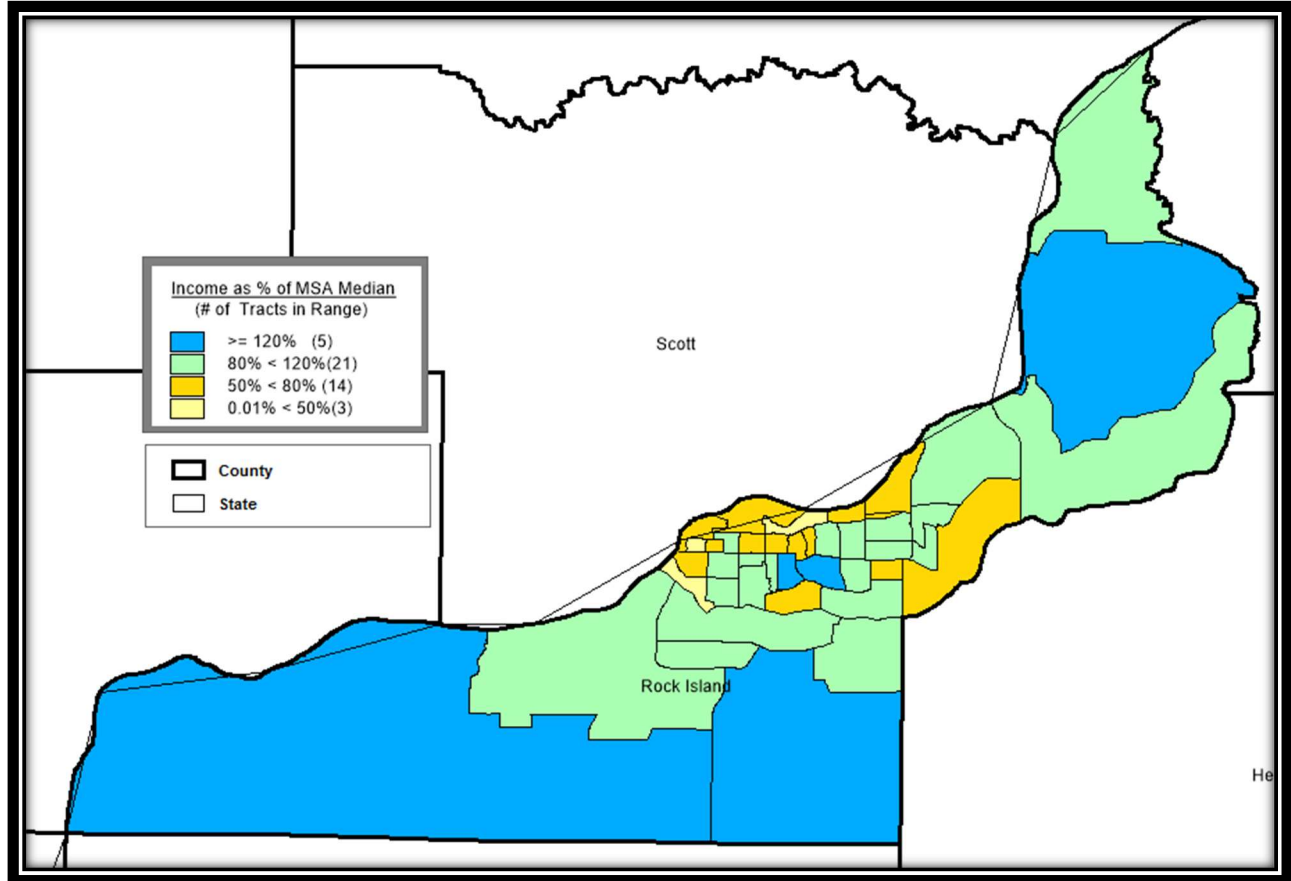 Scott
Income as % of MSA Median
(# of Tracts in Range)
>= 120% (5)
80% < 120%(21)
50% < 80% (14)
0.01% < 50%(3)
County
State
Rock Island
He